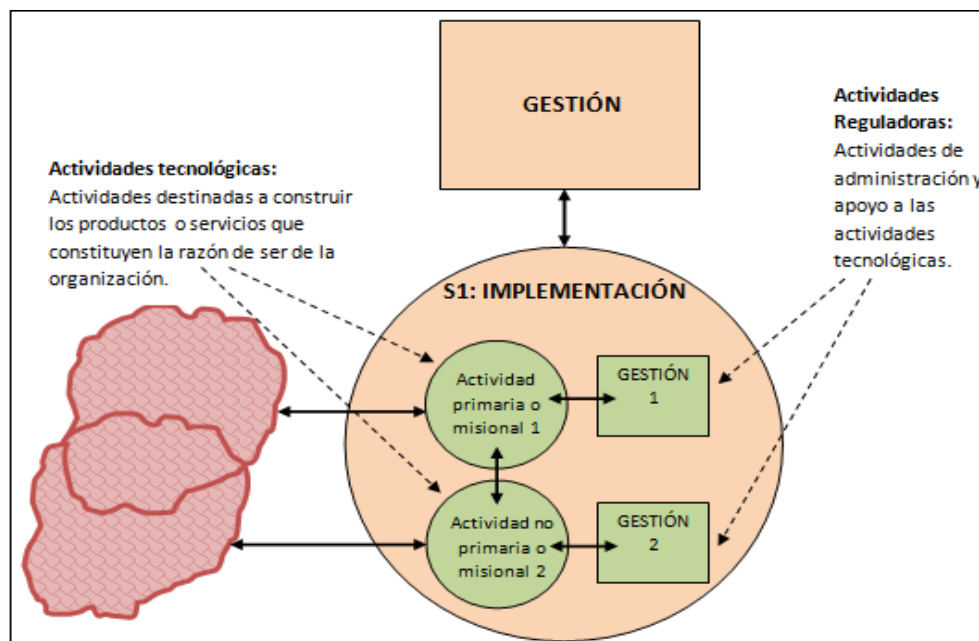 GESTIÓN
Actividades
Reguladoras:
Actividades de
administración y
apoyo a las
actividades
tecnológicas.
Actividades tecnológicas:
Actividades destinadas a construir
los productos o servicios que
constituyen la razón de ser de la
organización.
S1: IMPLEMENTACIÓN
Actividad
primaria o
misional 1
GESTIÓN
1
Actividad no
primaria o
misional 2
GESTIÓN
2